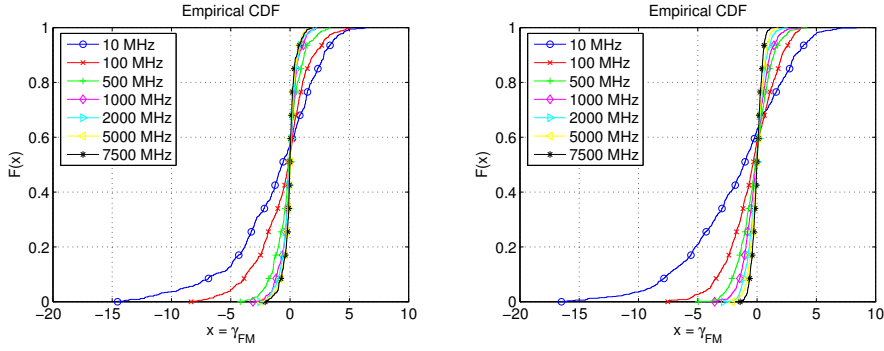 Empirical CDF
1
0.8
0.6
0.4
0.2
0
F(x)
10 MHz
100 MHz
500 MHz
1000 MHz
2000 MHz
5000 MHz
7500 MHz
−20 −15 −10 −5 0 5 10
x = γFM
Empirical CDF
1
0.8
0.6
0.4
0.2
0
F(x)
10 MHz
100 MHz
500 MHz
1000 MHz
2000 MHz
5000 MHz
7500 MHz
−20 −15 −10 −5 0 5 10
x = γFM